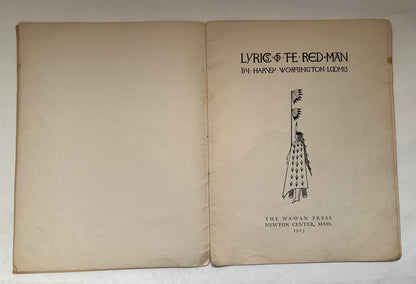 LYRICS OF THE RED-MAN
BY · HARVEY · WORTHINGTON · LOOMIS
THE WA-WAN PRESS
NEWTON CENTER, MASS.
1903